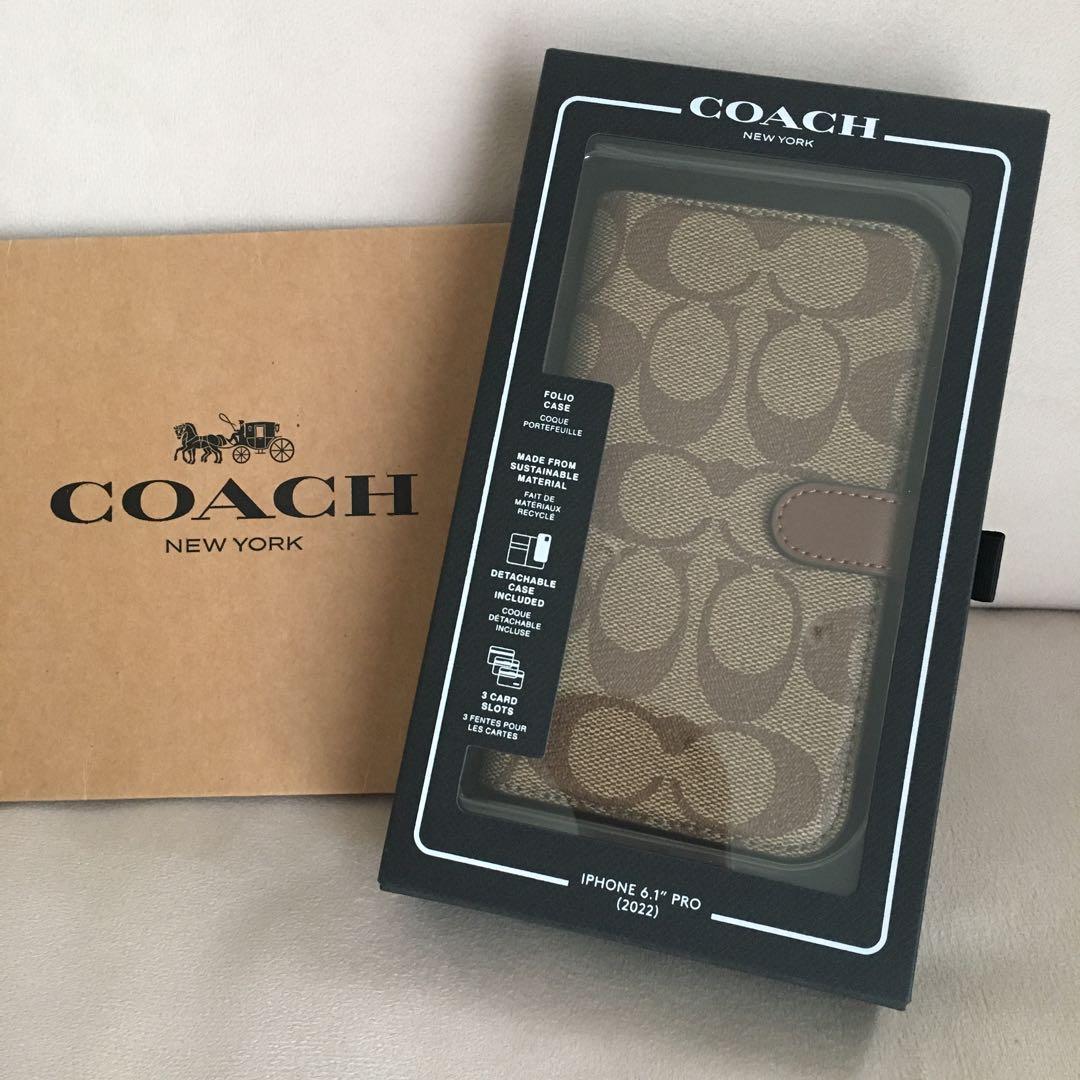 COACH
NEW YORK
COACH
NEW YORK
FOLIO
CASE
COQUE
PORTEFEUILLE
MADE FROM
SUSTAINABLE
MATERIAL
FAIT DE
MATÉRIAUX
RECYCLÉ
DETACHABLE
CASE
INCLUDED
COQUE
DÉTACHABLE
INCLUSE
3 CARD
SLOTS
3 FENTES POUR
LES CARTES
IPHONE 6.1" PRO
(2022)